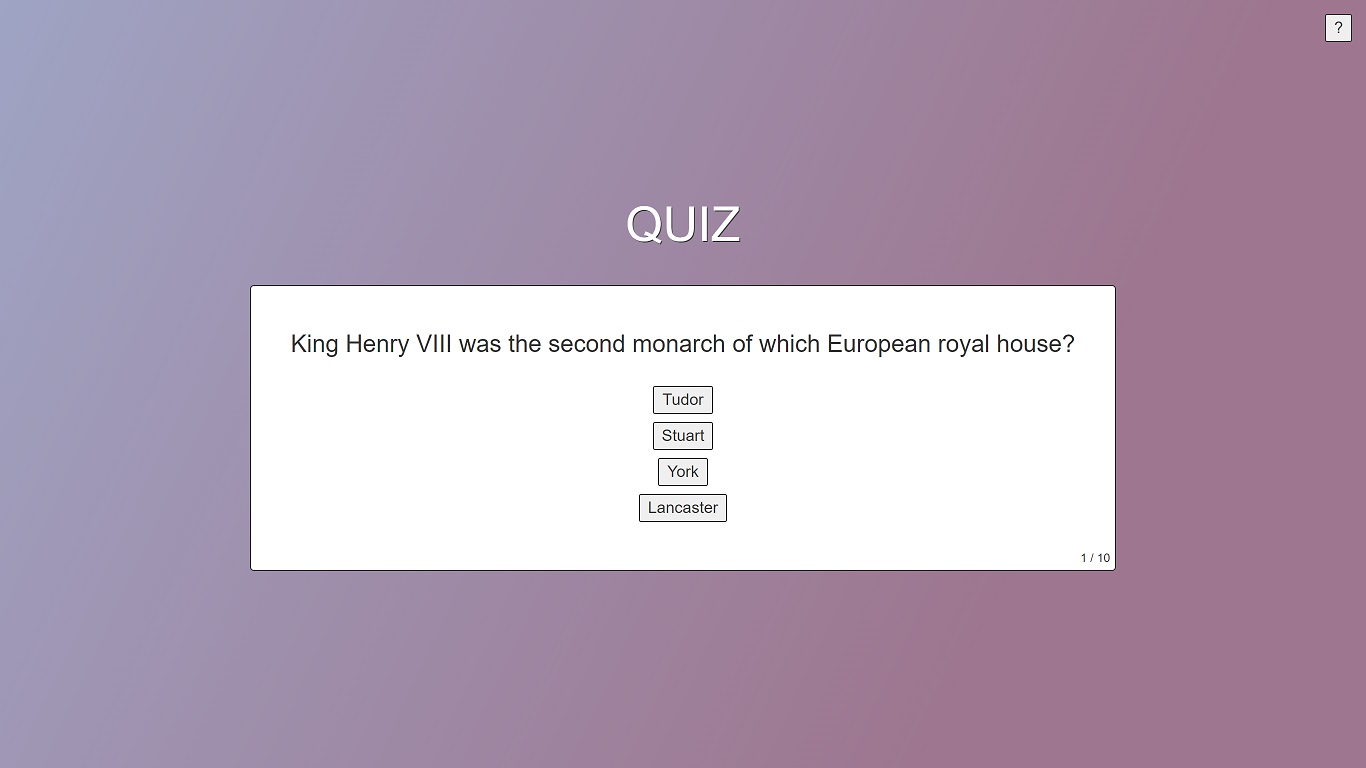 ?
QUIZ
King Henry VIII was the second monarch of which European royal house?
Tudor
Stuart
York
Lancaster
1 / 10